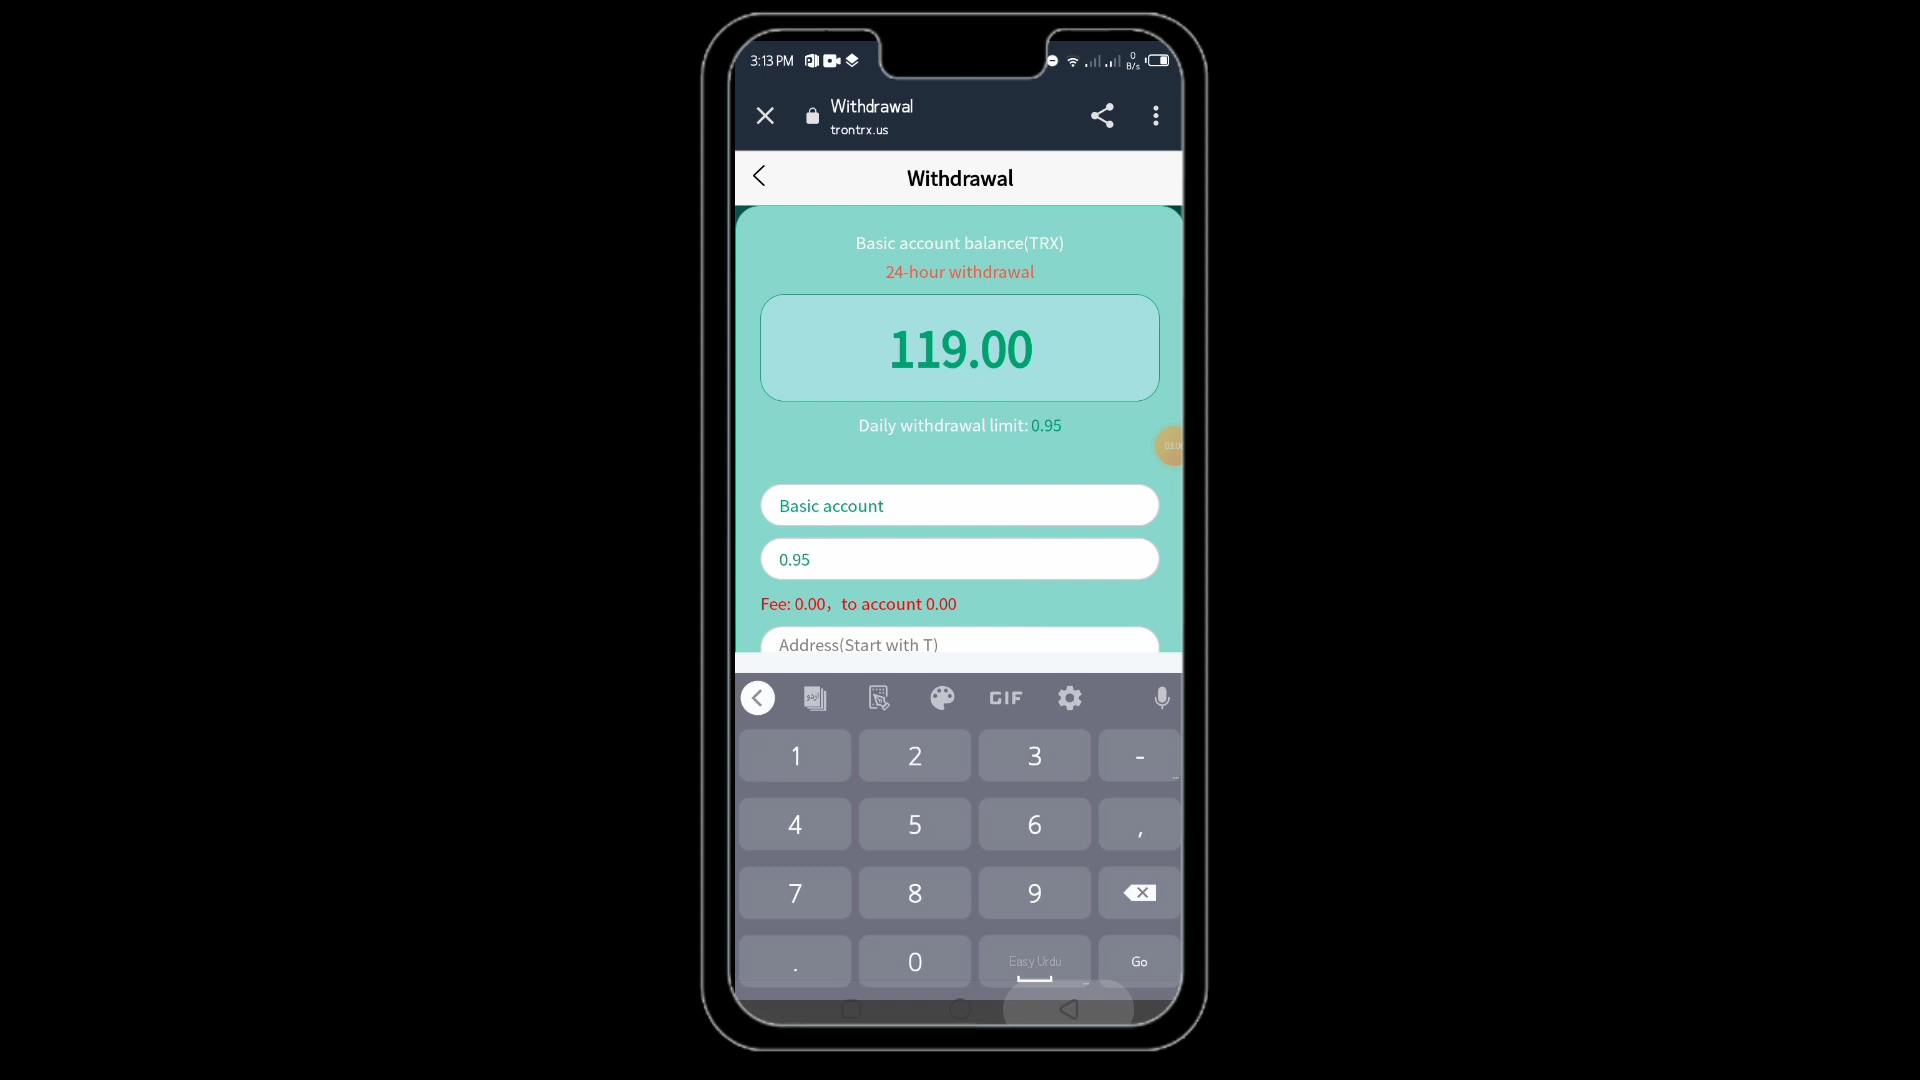 3:13 PM
0
B/s
Withdrawal
trontrx.us
Withdrawal
Basic account balance(TRX)
24-hour withdrawal
119.00
Daily withdrawal limit: 0.95
Basic account
0.95
Fee: 0.00，to account 0.00
Address(Start with T)
GIF
1 2 3 -
4 5 6 ,
7 8 9
. 0 Easy Urdu Go